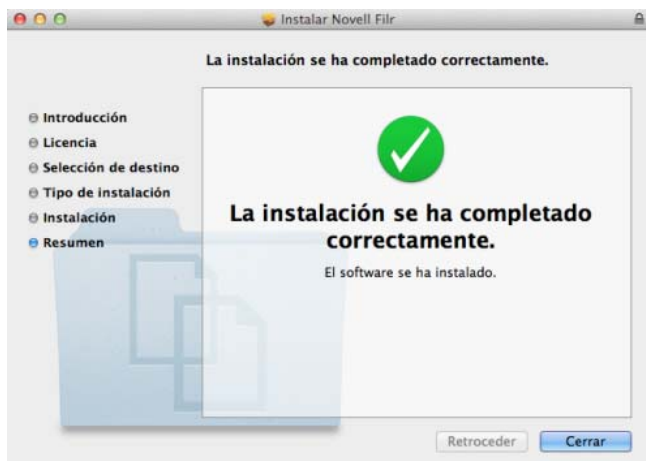 Instalar Novell Filr
La instalación se ha completado correctamente.
Introducción
Licencia
Selección de destino
Tipo de instalación
Instalación
Resumen
La instalación se ha completado
correctamente.
El software se ha instalado.
Retroceder
Cerrar